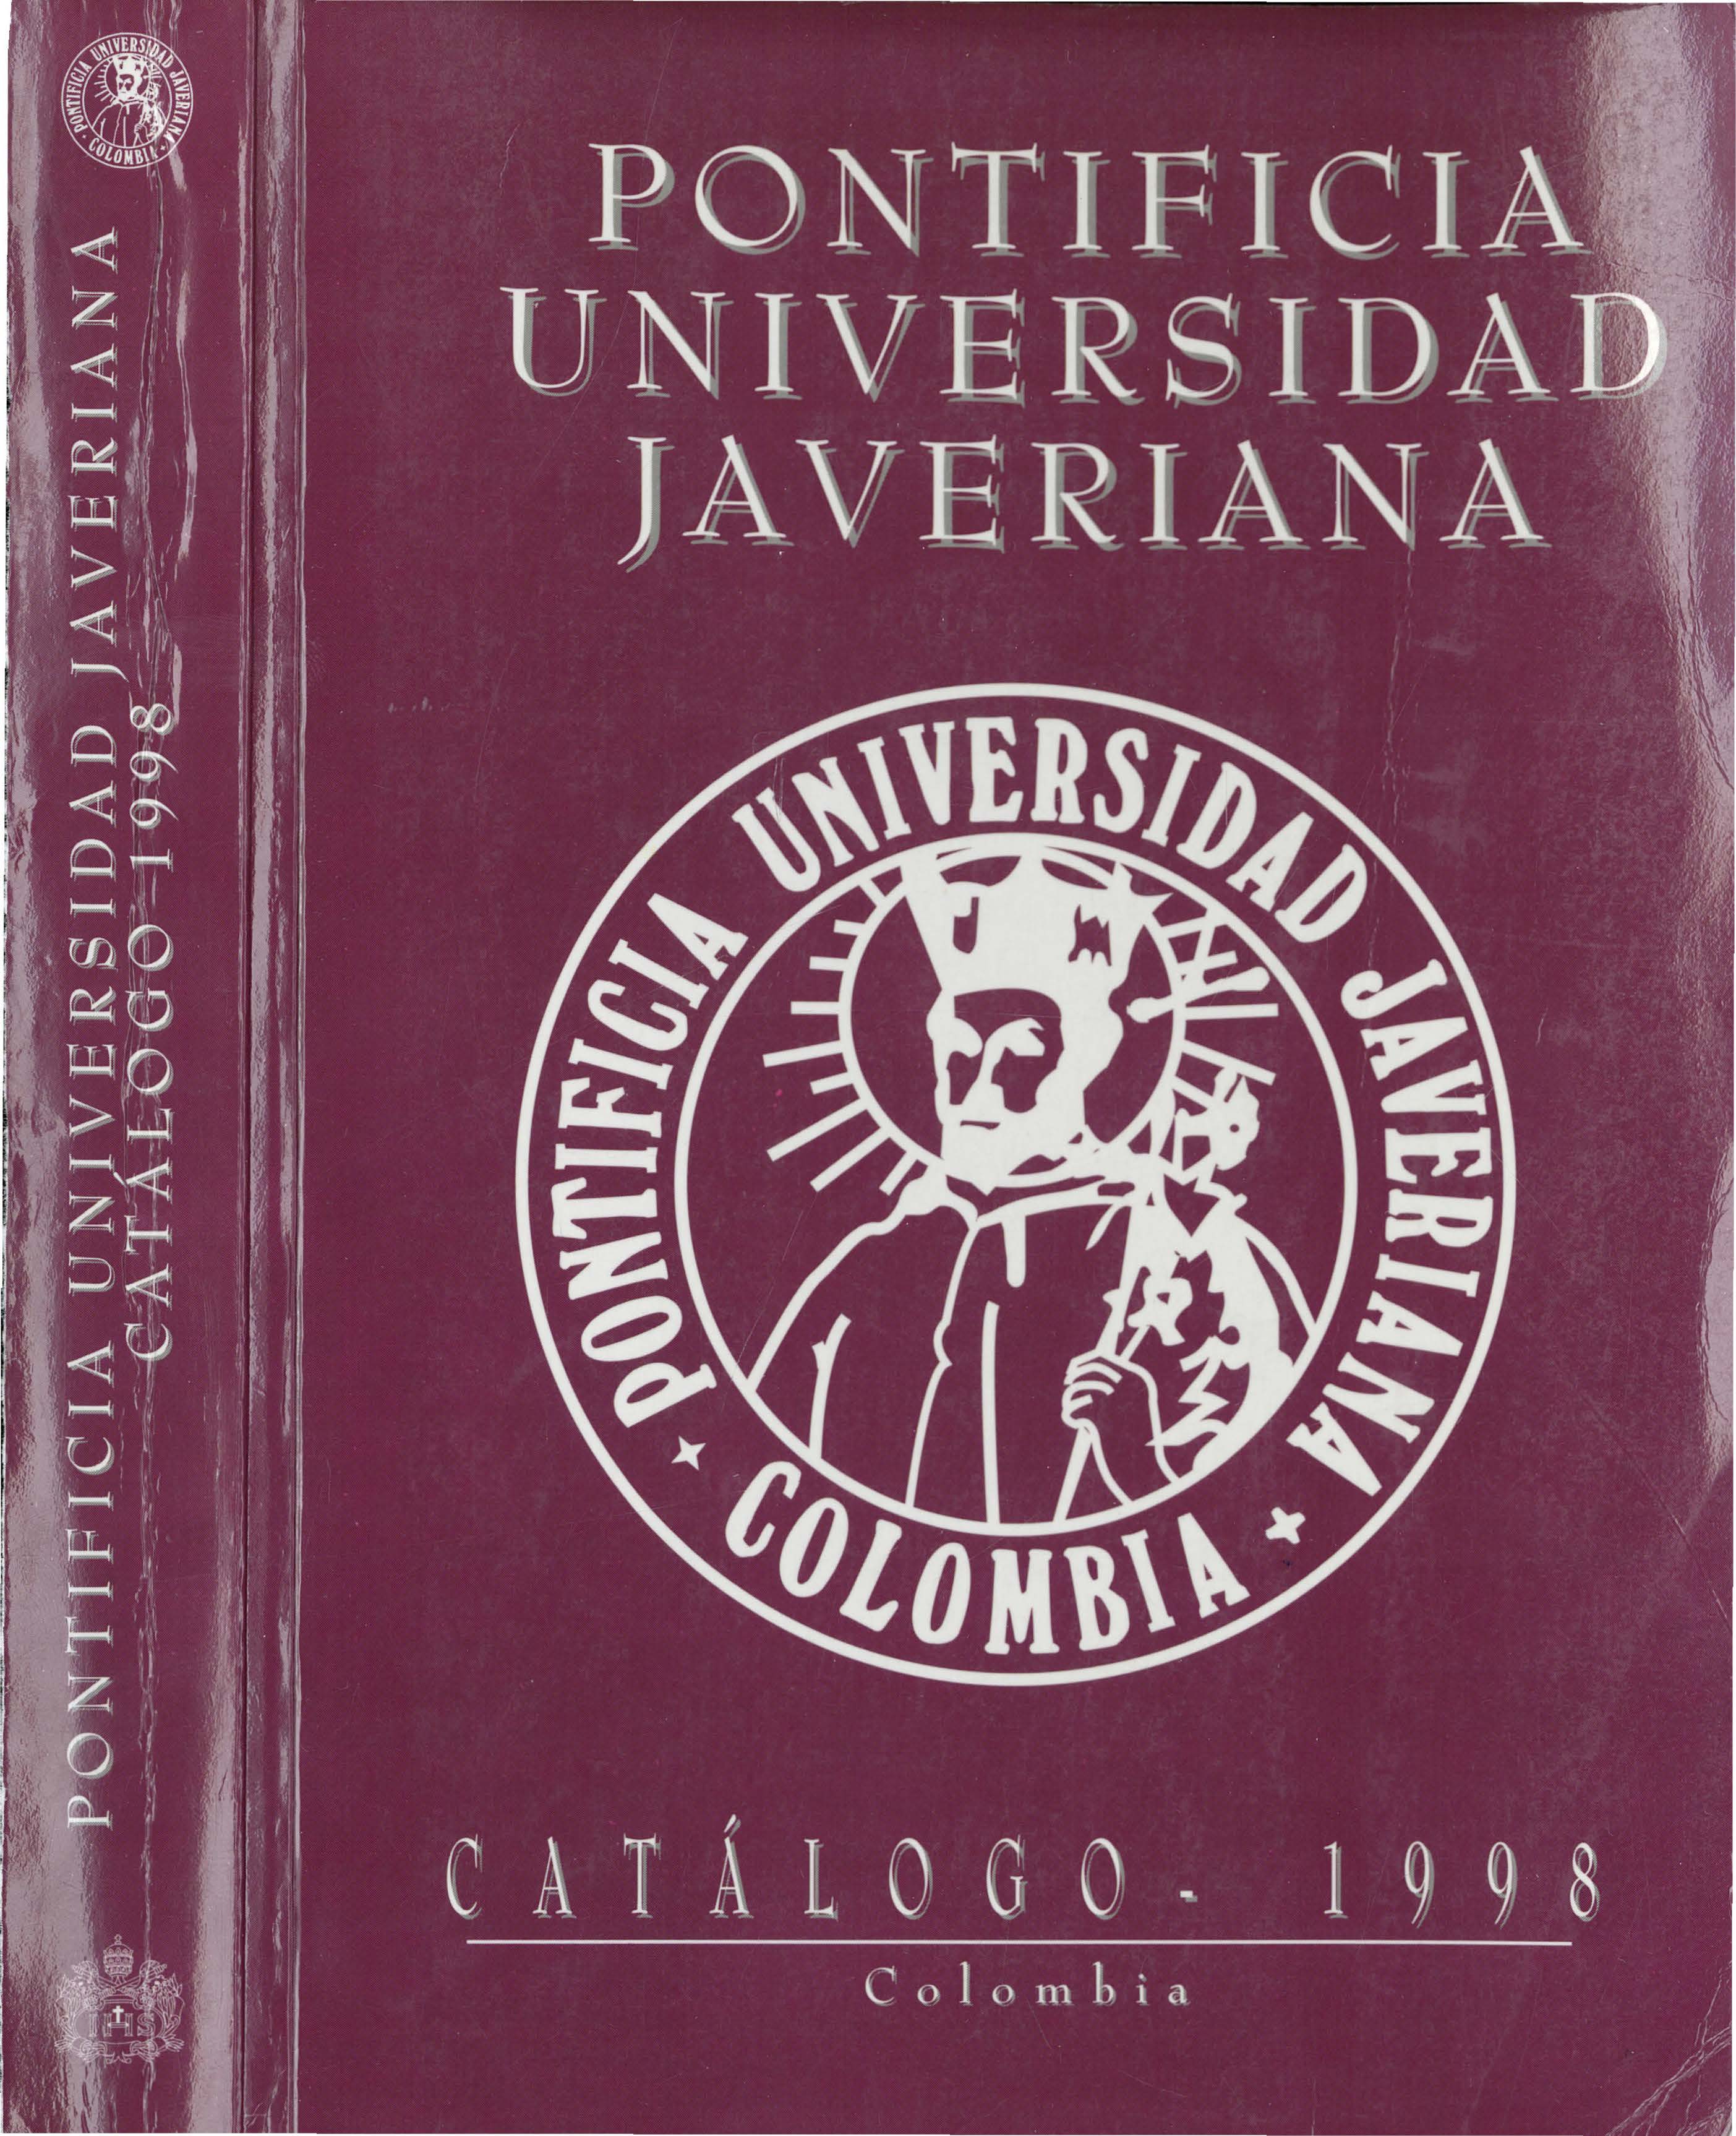 PONTIFICIA UNIVERSIDAD JAVERIANA
COLOMBIA
PONTIFICIA UNIVERSIDAD JAVERIANA
CATÁLOGO 1998
IHS
PONTIFICIA
UNIVERSIDAD
JAVERIANA
PONTIFICIA UNIVERSIDAD JAVERIANA
COLOMBIA
CATÁLOGO - 1998
Colombia